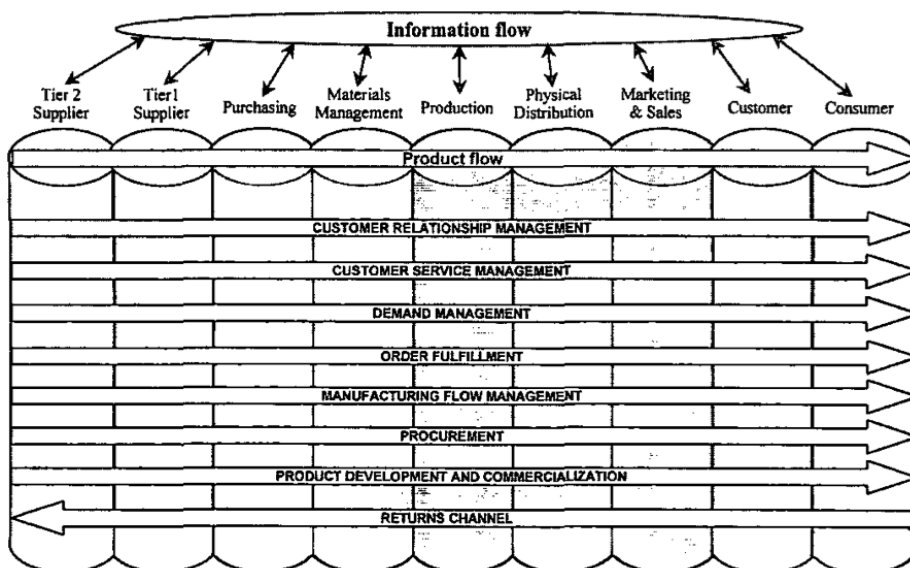 Information flow
Tier 2
Supplier
Tier1
Supplier
Purchasing
Materials
Management
Production
Physical
Distribution
Marketing
& Sales
Customer
Consumer
Product flow
CUSTOMER RELATIONSHIP MANAGEMENT
CUSTOMER SERVICE MANAGEMENT
DEMAND MANAGEMENT
ORDER FULFILLMENT
MANUFACTURING FLOW MANAGEMENT
PROCUREMENT
PRODUCT DEVELOPMENT AND COMMERCIALIZATION
RETURNS CHANNEL